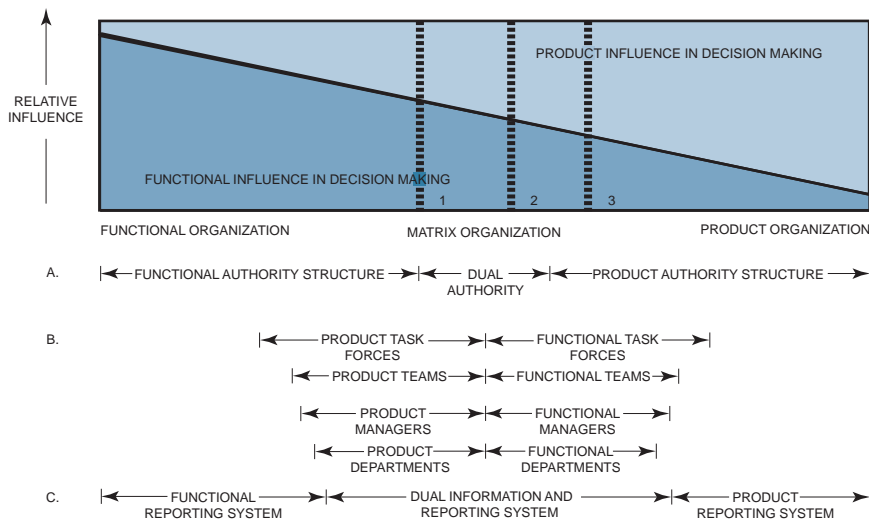 PRODUCT INFLUENCE IN DECISION MAKING
RELATIVE
INFLUENCE
FUNCTIONAL INFLUENCE IN DECISION MAKING
1 2 3
FUNCTIONAL ORGANIZATION MATRIX ORGANIZATION PRODUCT ORGANIZATION
A. FUNCTIONAL AUTHORITY STRUCTURE DUAL PRODUCT AUTHORITY STRUCTURE
AUTHORITY
B. PRODUCT TASK FUNCTIONAL TASK
FORCES FORCES
PRODUCT TEAMS FUNCTIONAL TEAMS
PRODUCT FUNCTIONAL
MANAGERS MANAGERS
PRODUCT FUNCTIONAL
DEPARTMENTS DEPARTMENTS
C. FUNCTIONAL DUAL INFORMATION AND PRODUCT
REPORTING SYSTEM REPORTING SYSTEM REPORTING SYSTEM